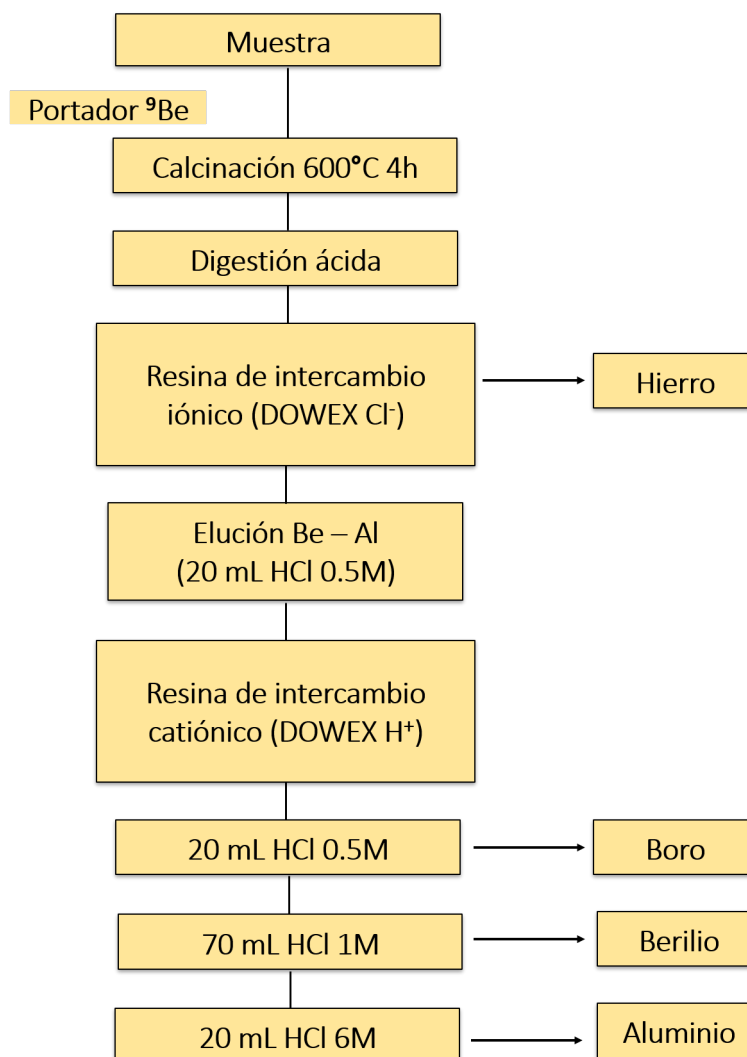 Muestra
Portador ⁹Be
Calcinación 600°C 4h
Digestión ácida
Resina de intercambio
iónico (DOWEX Cl⁻)
Hierro
Elución Be – Al
(20 mL HCl 0.5M)
Resina de intercambio
catiónico (DOWEX H⁺)
20 mL HCl 0.5M
Boro
70 mL HCl 1M
Berilio
20 mL HCl 6M
Aluminio